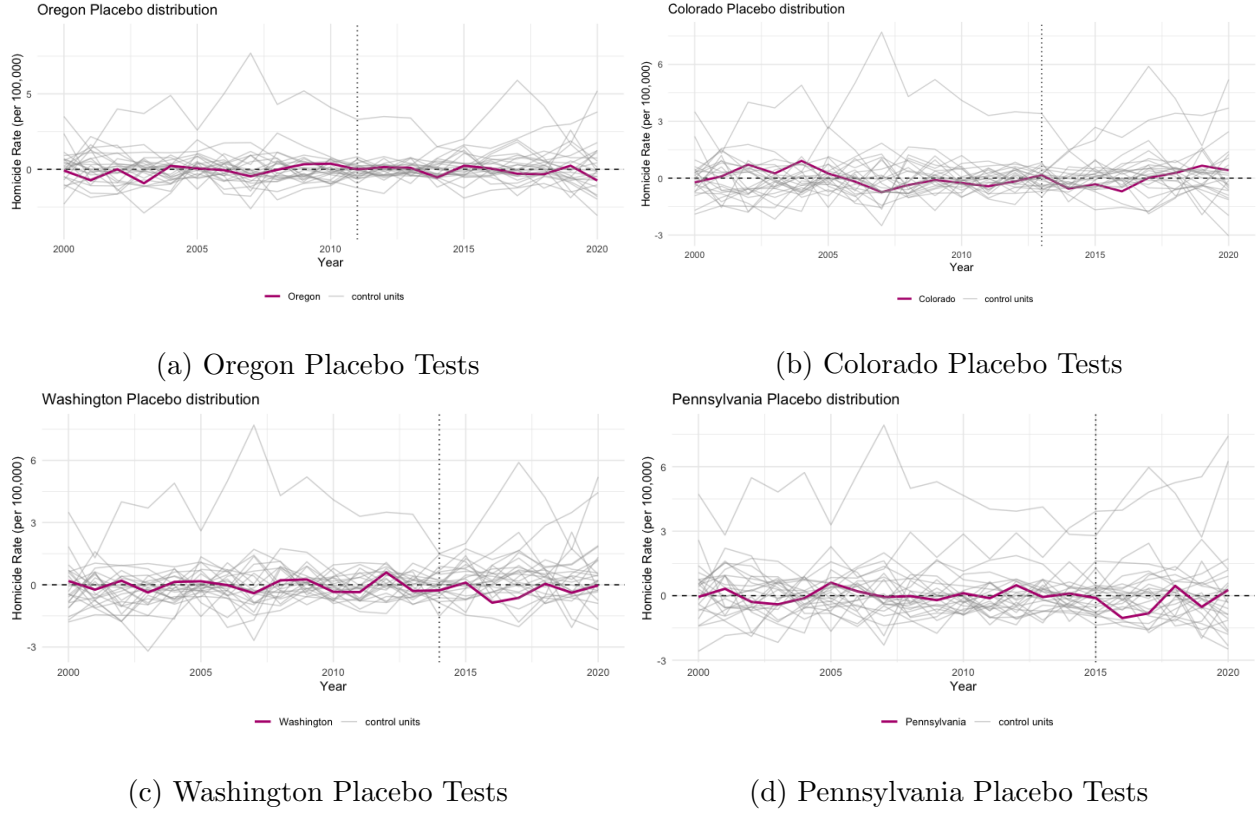 Oregon Placebo distribution
Homicide Rate (per 100,000)
5
0
2000 2005 2010 2015 2020
Year
Oregon control units
(a) Oregon Placebo Tests
Colorado Placebo distribution
Homicide Rate (per 100,000)
6
3
0
-3
2000 2005 2010 2015 2020
Year
Colorado control units
(b) Colorado Placebo Tests
Washington Placebo distribution
Homicide Rate (per 100,000)
6
3
0
-3
2000 2005 2010 2015 2020
Year
Washington control units
(c) Washington Placebo Tests
Pennsylvania Placebo distribution
Homicide Rate (per 100,000)
6
3
0
-3
2000 2005 2010 2015 2020
Year
Pennsylvania control units
(d) Pennsylvania Placebo Tests